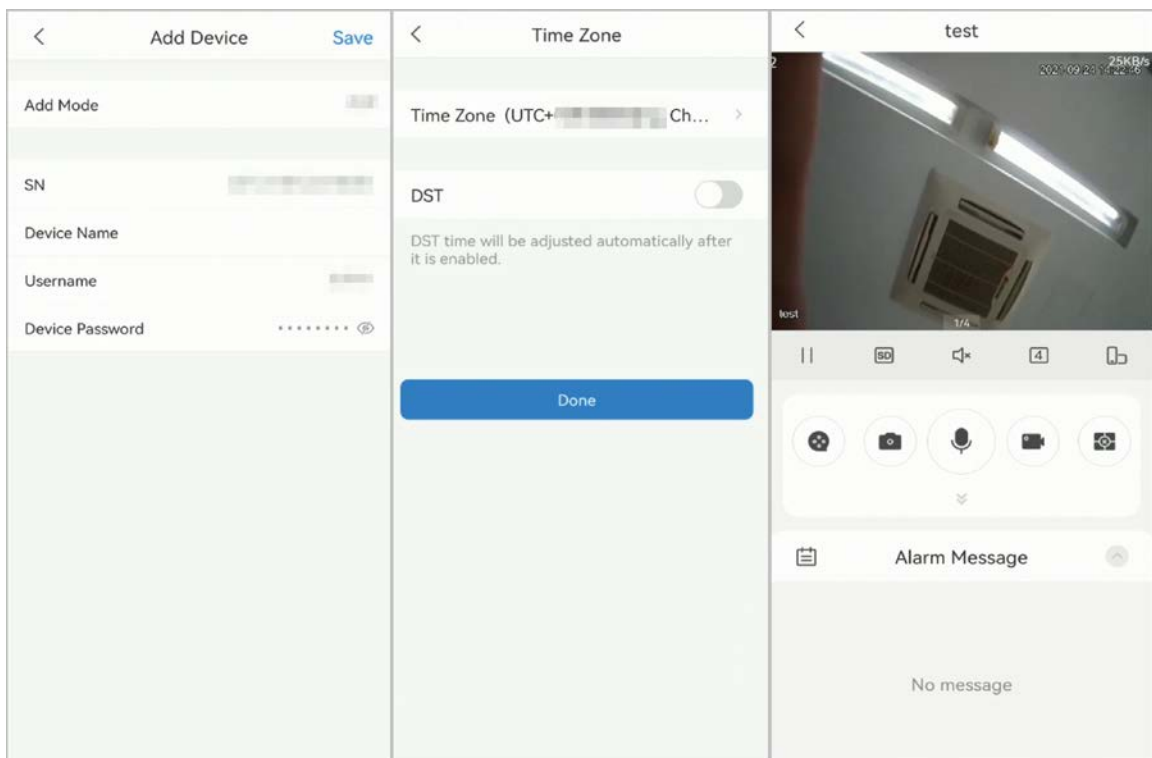 Add Device
Save
Add Mode
SN
Device Name
Username
Device Password
Time Zone
Time Zone (UTC+ Ch...
DST
DST time will be adjusted automatically after
it is enabled.
Done
test
25KB/s
test
1/4
SD
4
Alarm Message
No message